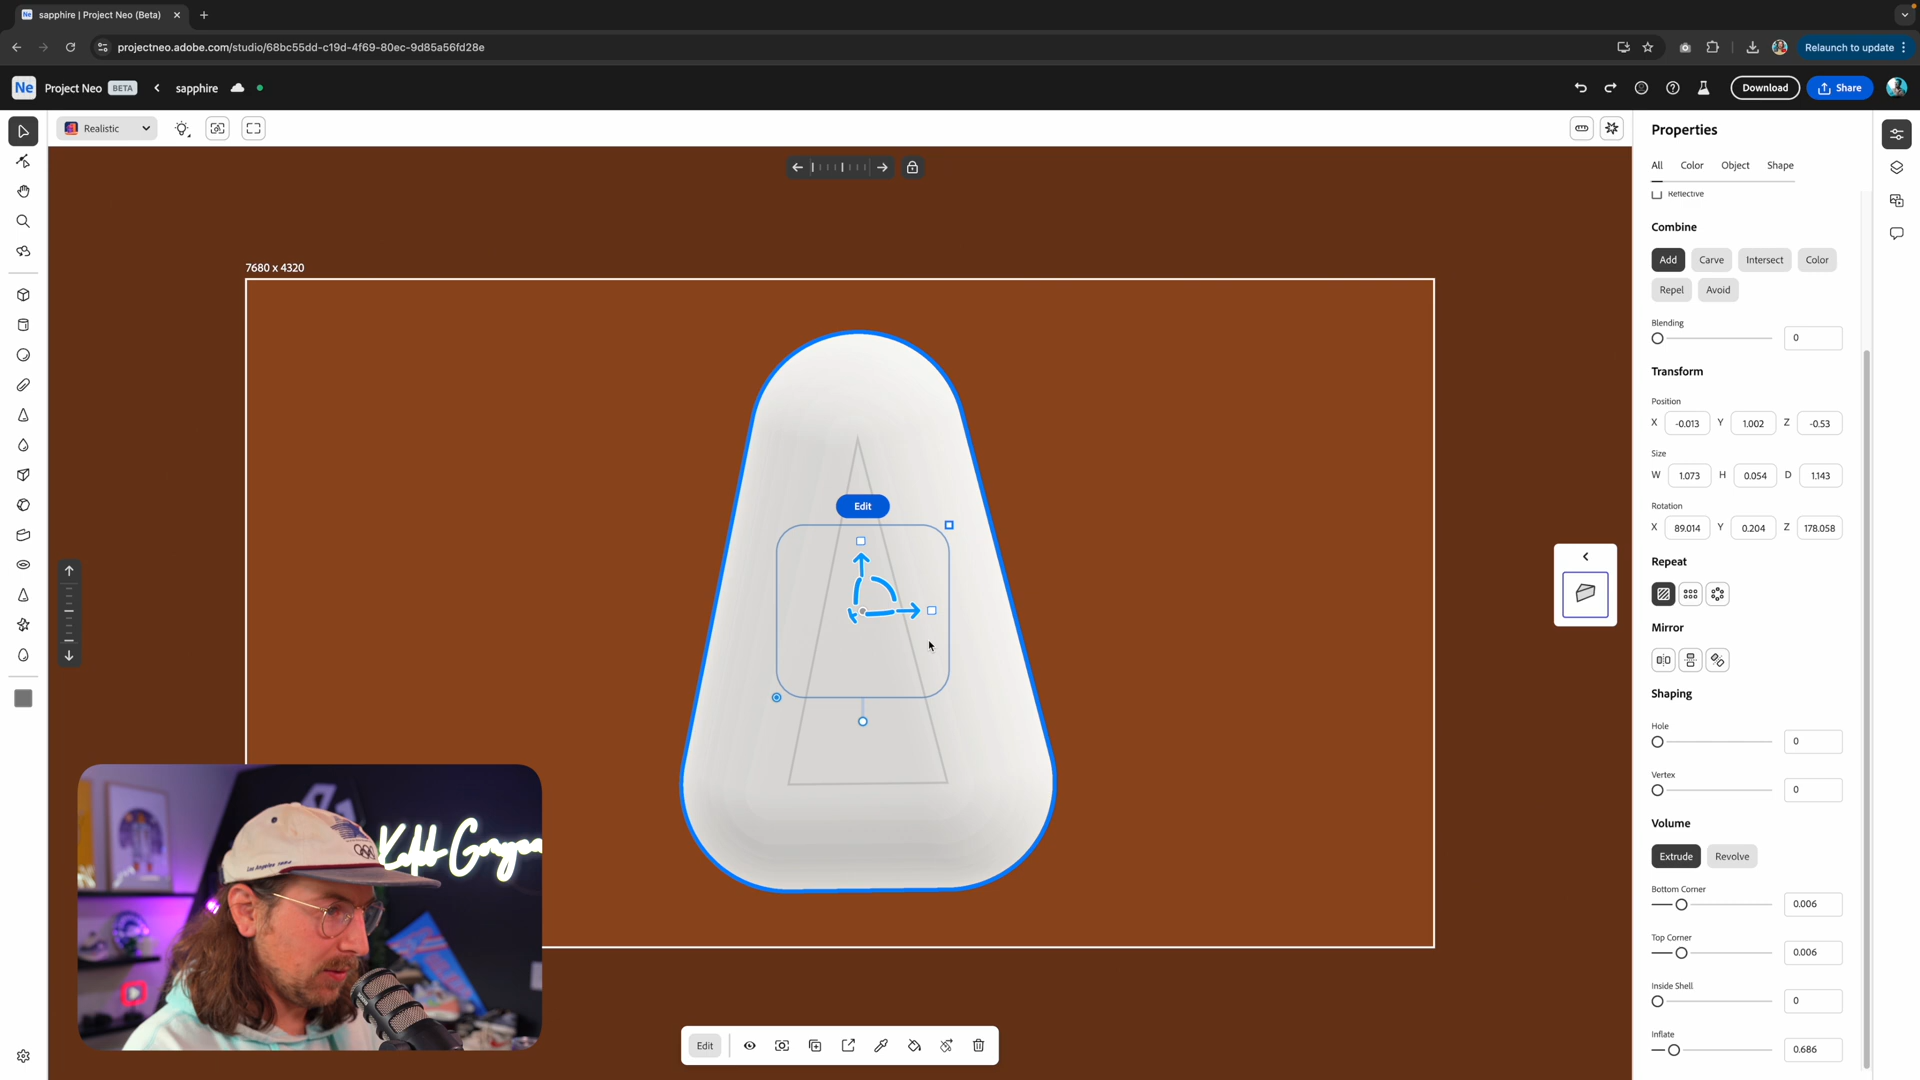 Ne sapphire | Project Neo (Beta)
projectneo.adobe.com/studio/68bc55dd-c19d-4f69-80ec-9d85a56fd28e
Relaunch to update
Ne Project Neo BETA sapphire
Download Share
Realistic
7680 x 4320
Edit
Edit
Properties
All Color Object Shape
Reflective
Combine
Add Carve Intersect Color
Repel Avoid
Blending
0
Transform
Position
X -0.013 Y 1.002 Z -0.53
Size
W 1.073 H 0.054 D 1.143
Rotation
X 89.014 Y 0.204 Z 178.058
Repeat
Mirror
Shaping
Hole
0
Vertex
0
Volume
Extrude Revolve
Bottom Corner
0.006
Top Corner
0.006
Inside Shell
0
Inflate
0.686